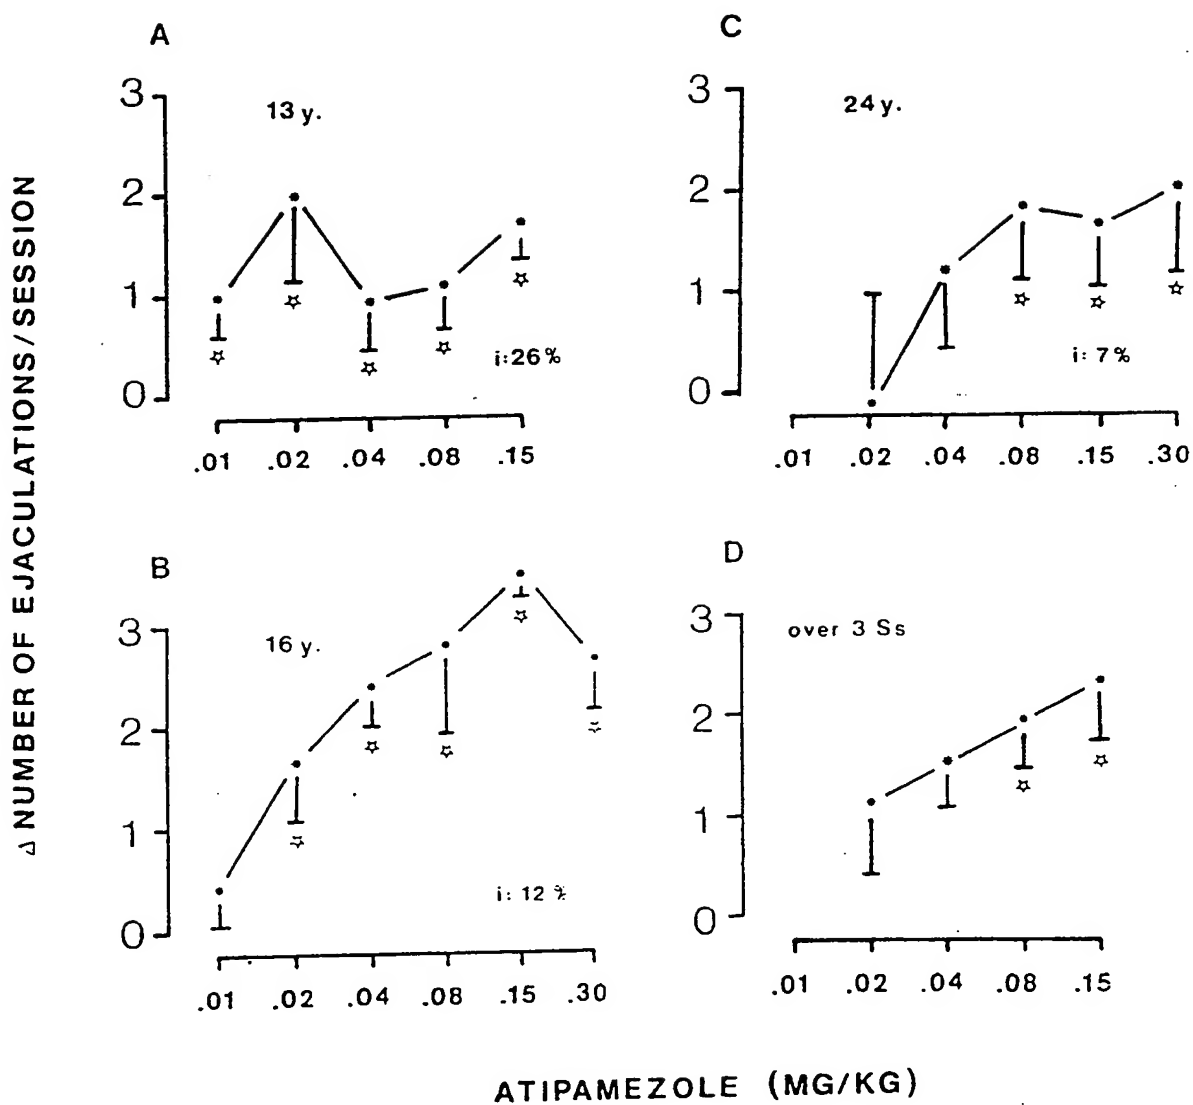 Δ NUMBER OF EJACULATIONS/SESSION
A
13 y.
3
2
1
0
i:26%
.01 .02 .04 .08 .15
C
24 y.
3
2
1
0
i: 7%
.01 .02 .04 .08 .15 .30
B
16 y.
3
2
1
0
i: 12 %
.01 .02 .04 .08 .15 .30
D
over 3 Ss
3
2
1
0
.01 .02 .04 .08 .15
ATIPAMEZOLE (MG/KG)